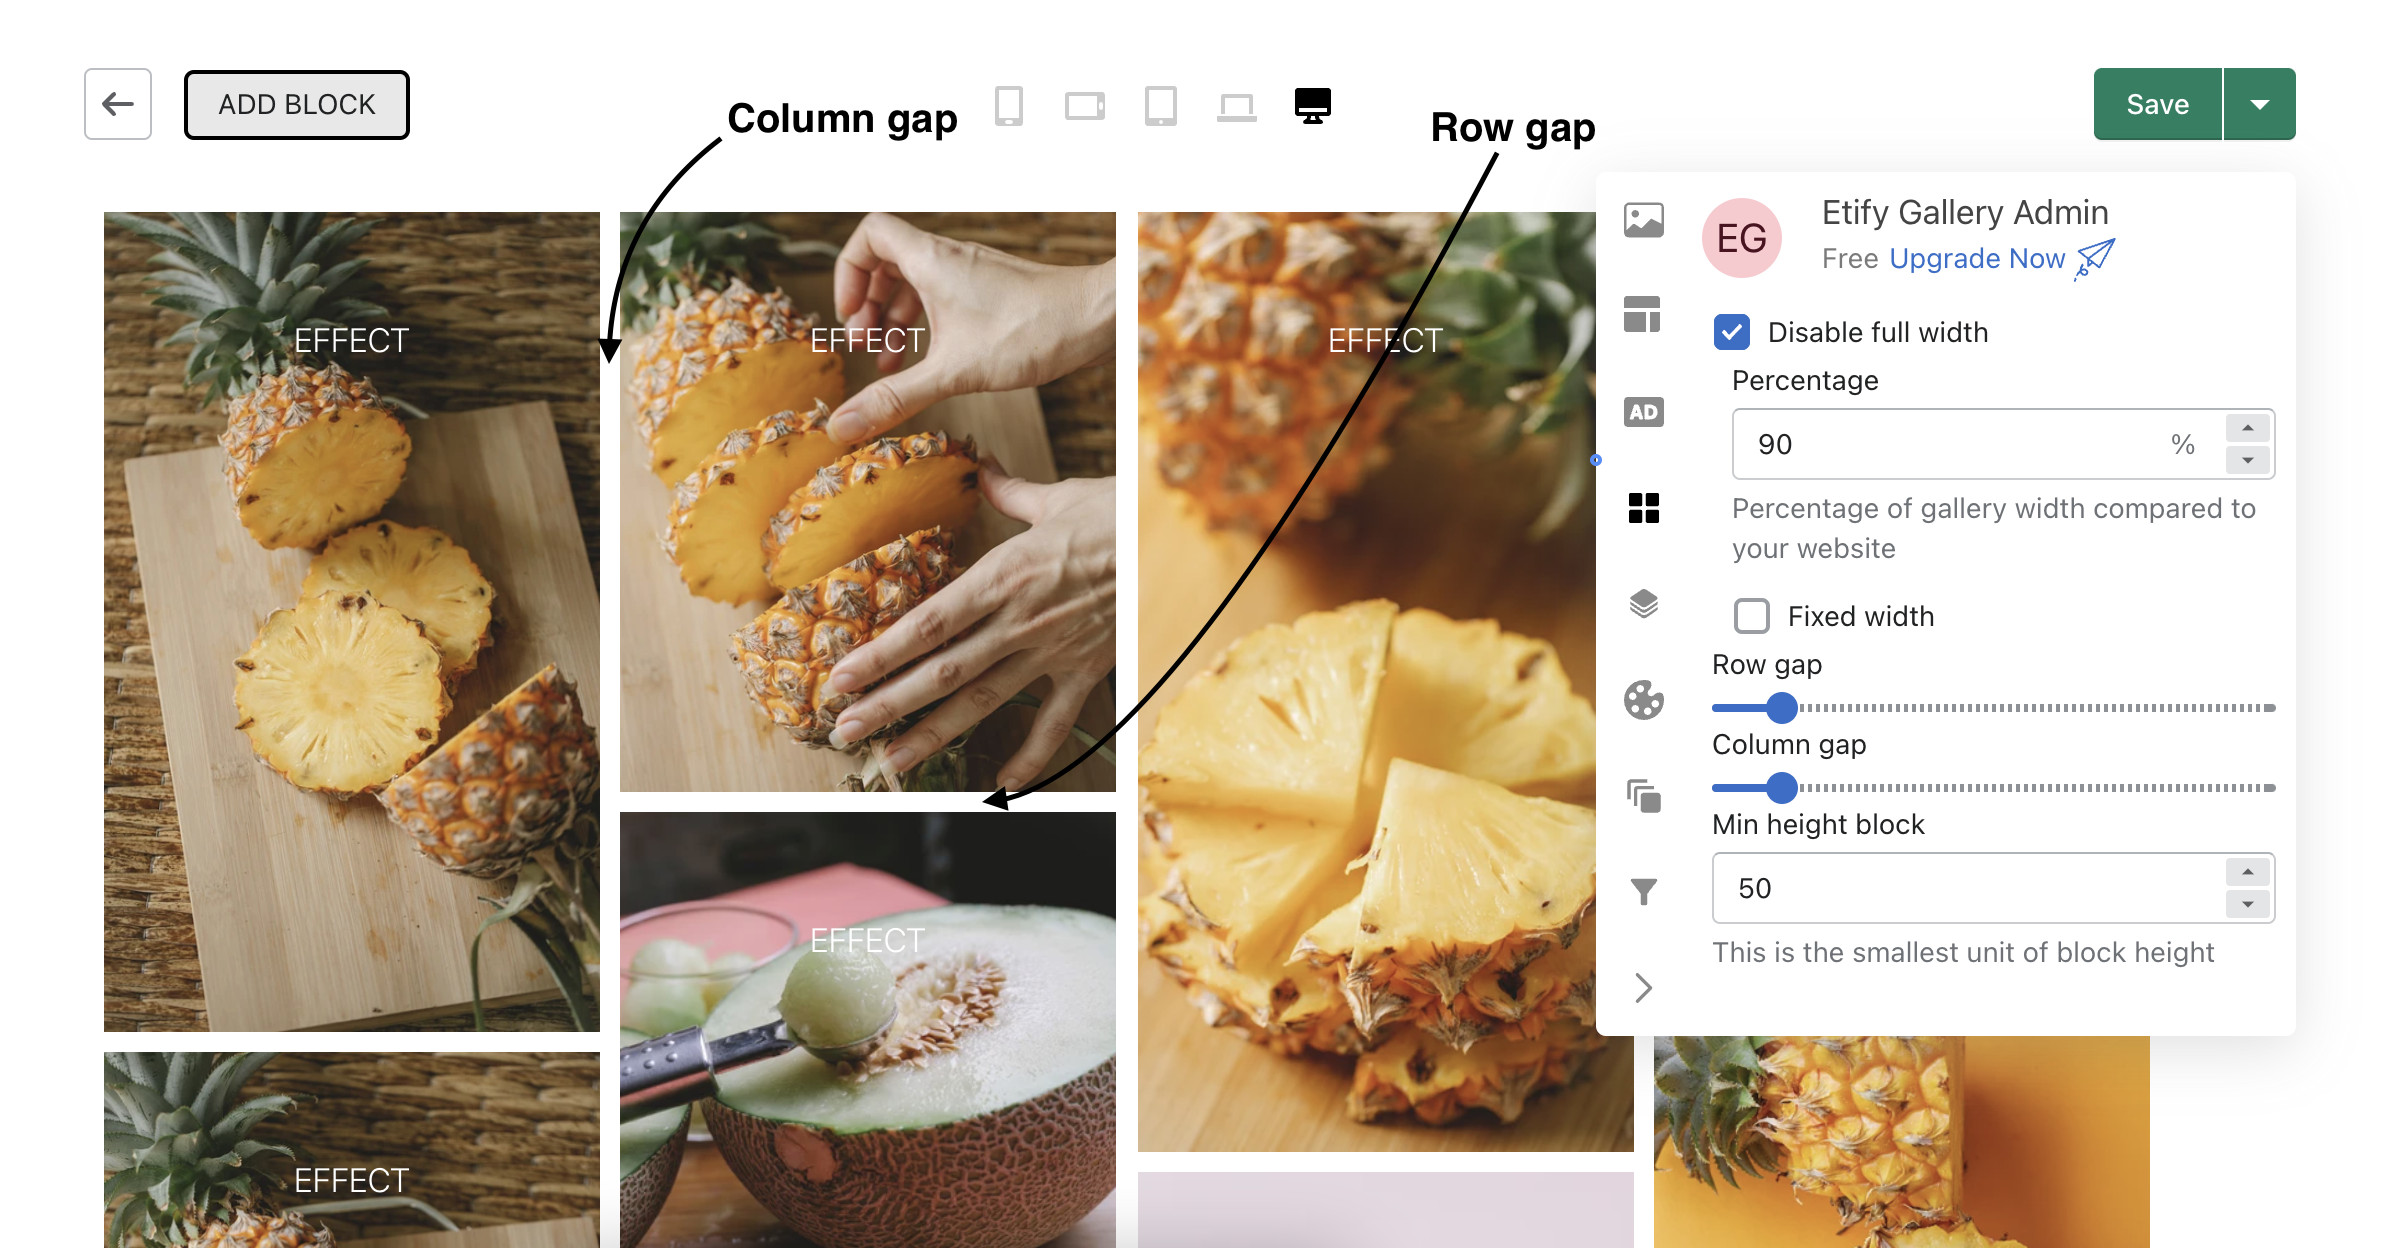 ADD BLOCK
Column gap
Row gap
Save
EFFECT
EFFECT
EFFECT
EFFECT
EFFECT
EG
Etify Gallery Admin
Free Upgrade Now
Disable full width
Percentage
AD
90 %
Percentage of gallery width compared to
your website
Fixed width
Row gap
Column gap
Min height block
50
This is the smallest unit of block height